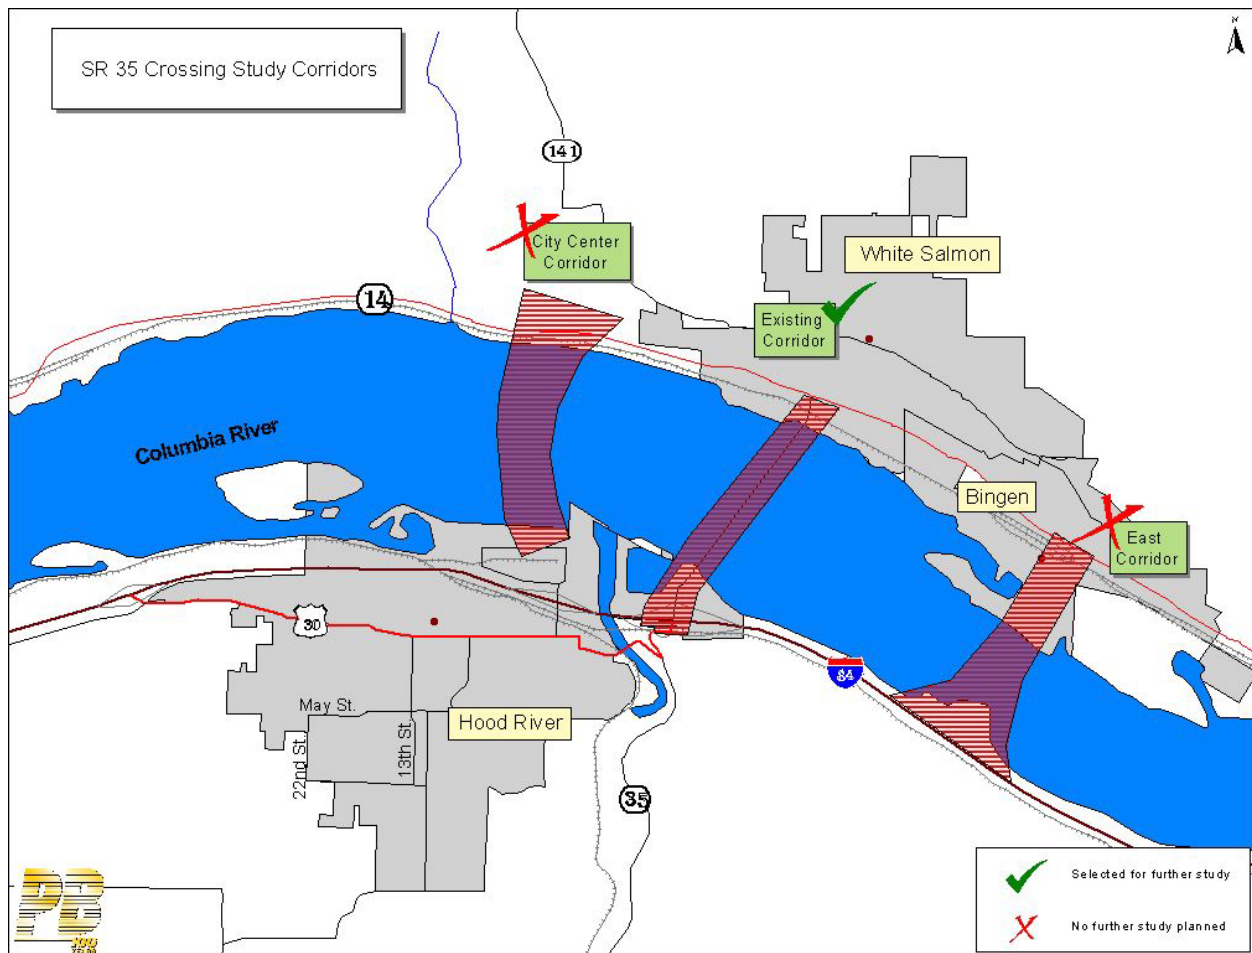 N
SR 35 Crossing Study Corridors
141
City Center
Corridor
White Salmon
14
Existing
Corridor
Columbia River
Bingen
East
Corridor
30
84
May St.
Hood River
22nd St.
13th St.
35
Selected for further study
No further study planned
PB
100